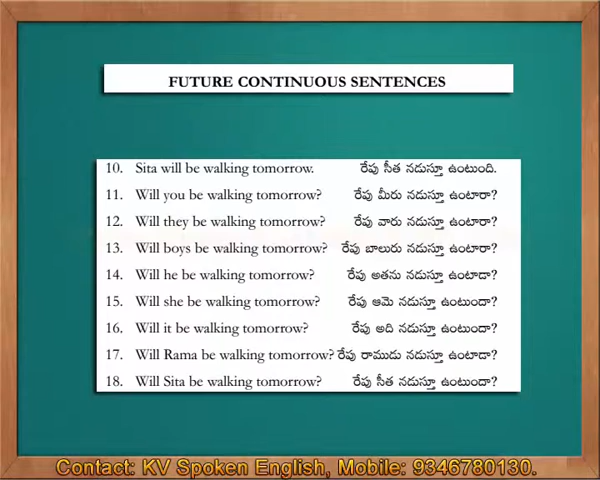 FUTURE CONTINUOUS SENTENCES
10. Sita will be walking tomorrow. రేపు సీత నడుస్తూ ఉంటుంది.
11. Will you be walking tomorrow? రేపు మీరు నడుస్తూ ఉంటారా?
12. Will they be walking tomorrow? రేపు వారు నడుస్తూ ఉంటారా?
13. Will boys be walking tomorrow? రేపు బాలురు నడుస్తూ ఉంటారా?
14. Will he be walking tomorrow? రేపు అతను నడుస్తూ ఉంటాడా?
15. Will she be walking tomorrow? రేపు ఆమె నడుస్తూ ఉంటుందా?
16. Will it be walking tomorrow? రేపు అది నడుస్తూ ఉంటుందా?
17. Will Rama be walking tomorrow? రేపు రాముడు నడుస్తూ ఉంటాడా?
18. Will Sita be walking tomorrow? రేపు సీత నడుస్తూ ఉంటుందా?
Contact: KV Spoken English, Mobile: 9346780130.